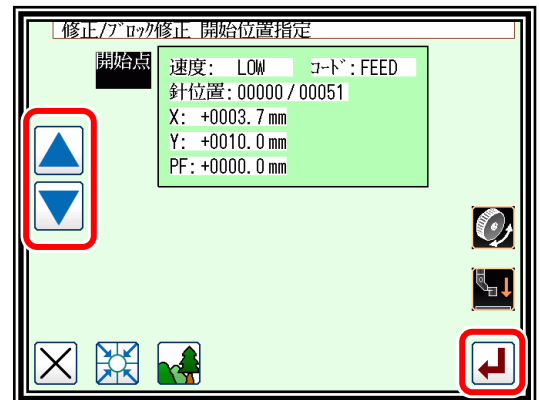 修正/ﾌﾞﾛｯｸ修正 開始位置指定
開始点
速度: LOW ｺｰﾄﾞ:FEED
針位置:00000/00051
X: +0003.7mm
Y: +0010.0mm
PF:+0000.0mm